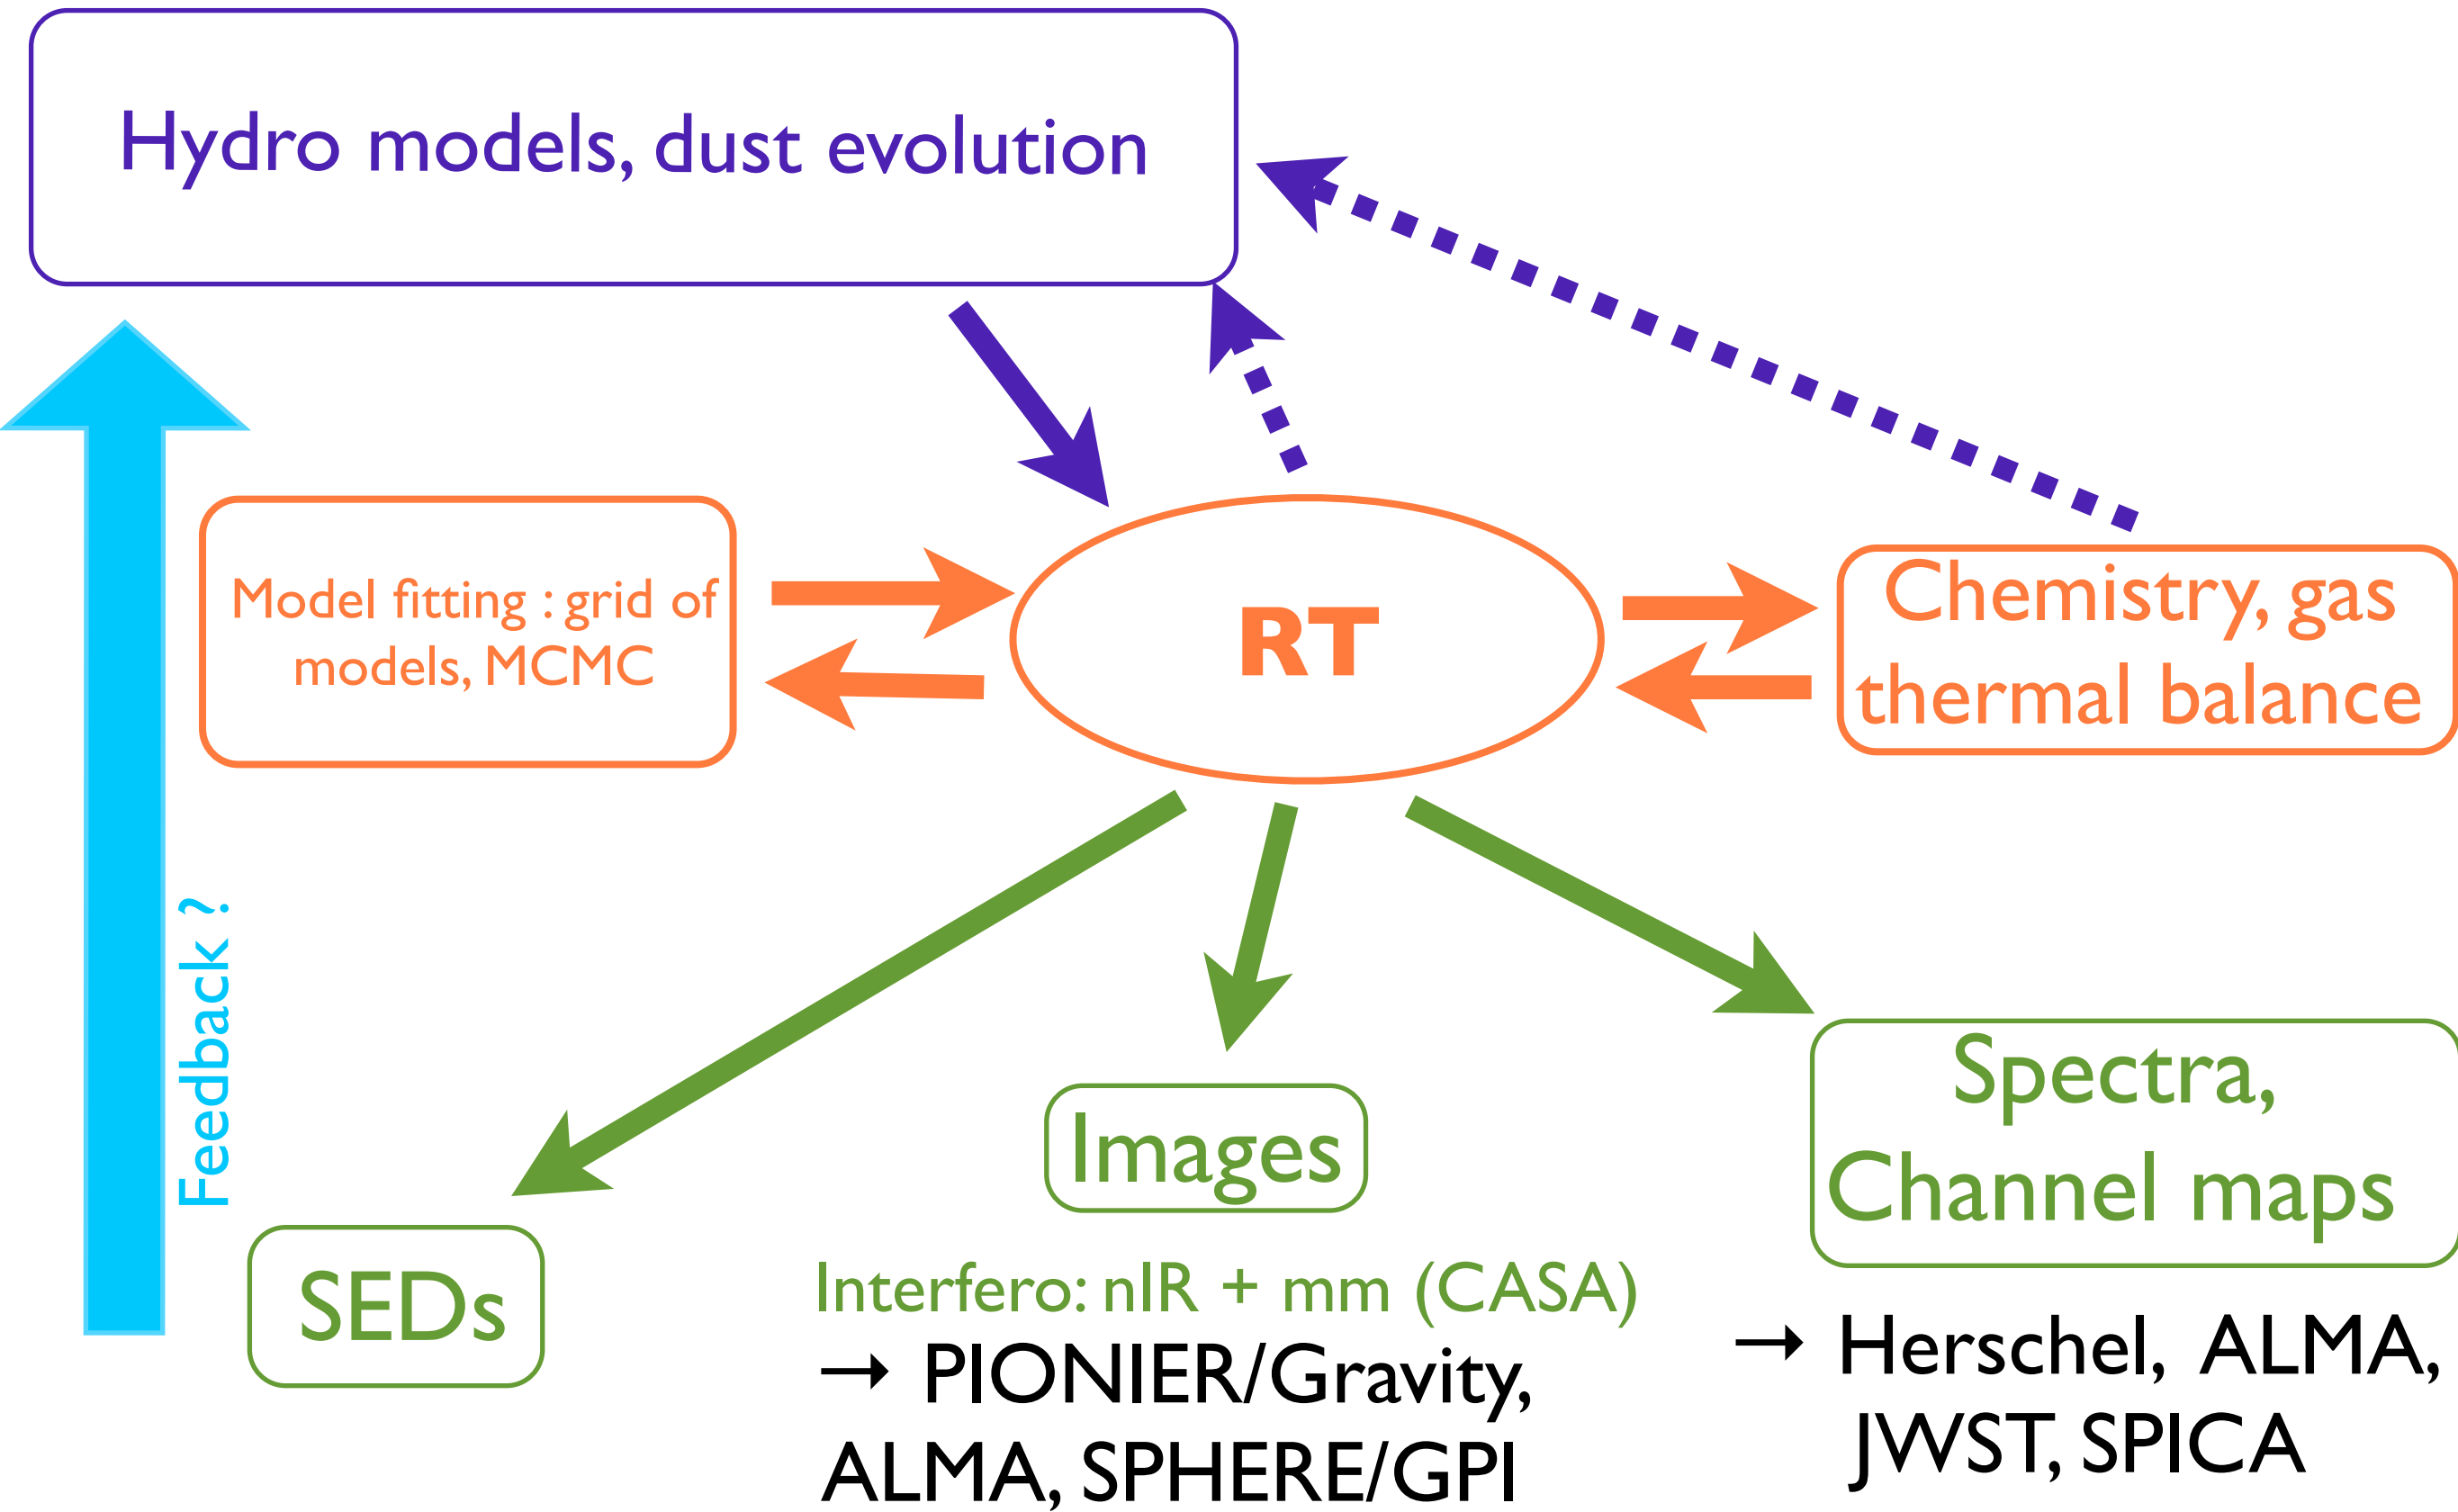 Hydro models, dust evolution
Model fitting : grid of
models, MCMC
RT
Chemistry, gas
thermal balance
Feedback ?
SEDs
Images
Interfero: nIR + mm (CASA)
→ PIONIER/Gravity,
ALMA, SPHERE/GPI
Spectra,
Channel maps
→ Herschel, ALMA,
JWST, SPICA